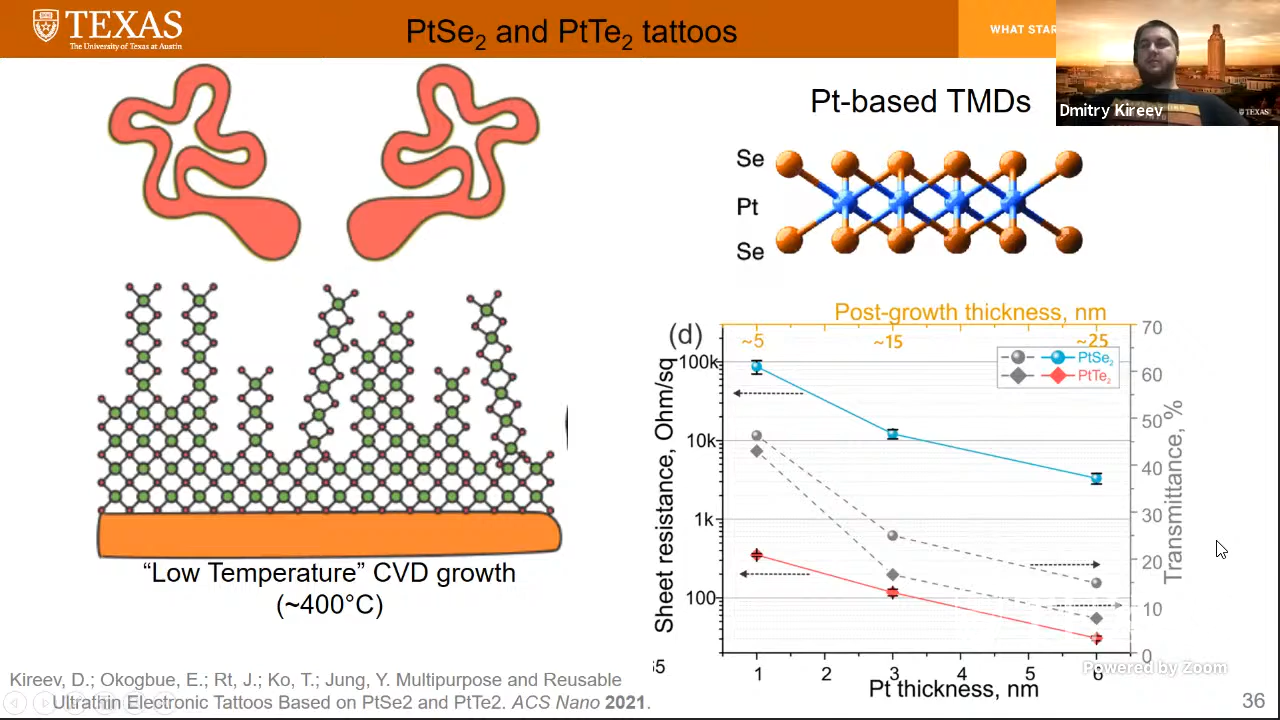 TEXAS
The University of Texas at Austin
PtSe2 and PtTe2 tattoos
WHAT STAR
Dmitry Kireev
TEXAS
Pt-based TMDs
Se
Pt
Se
“Low Temperature” CVD growth
(~400°C)
Post-growth thickness, nm
(d)
~5
~15
~25
PtSe2
PtTe2
100k
10k
1k
100
Sheet resistance, Ohm/sq
70
60
50
40
30
20
10
0
Transmittance, %
1
2
3
4
5
6
Pt thickness, nm
Powered by Zoom
Kireev, D.; Okogbue, E.; Rt, J.; Ko, T.; Jung, Y. Multipurpose and Reusable
Ultrathin Electronic Tattoos Based on PtSe2 and PtTe2. ACS Nano 2021.
36